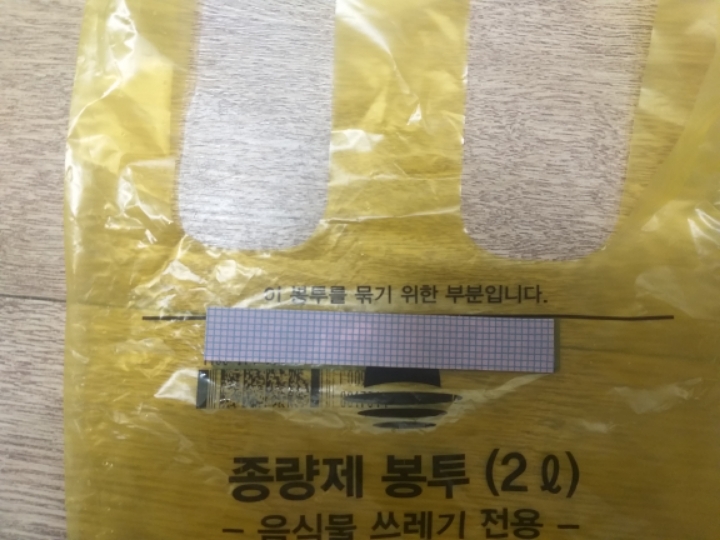 이 봉투를 묶기 위한 부분입니다.
종량제 봉투 (2ℓ)
- 음식물 쓰레기 전용 -